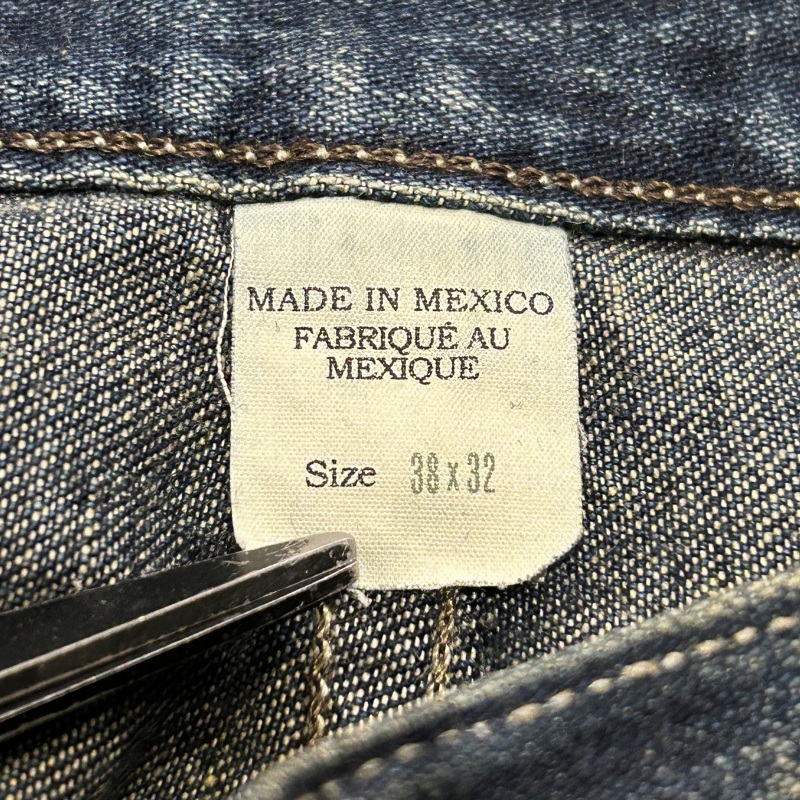 MADE IN MEXICO
FABRIQUÉ AU
MEXIQUE
Size 38 x 32